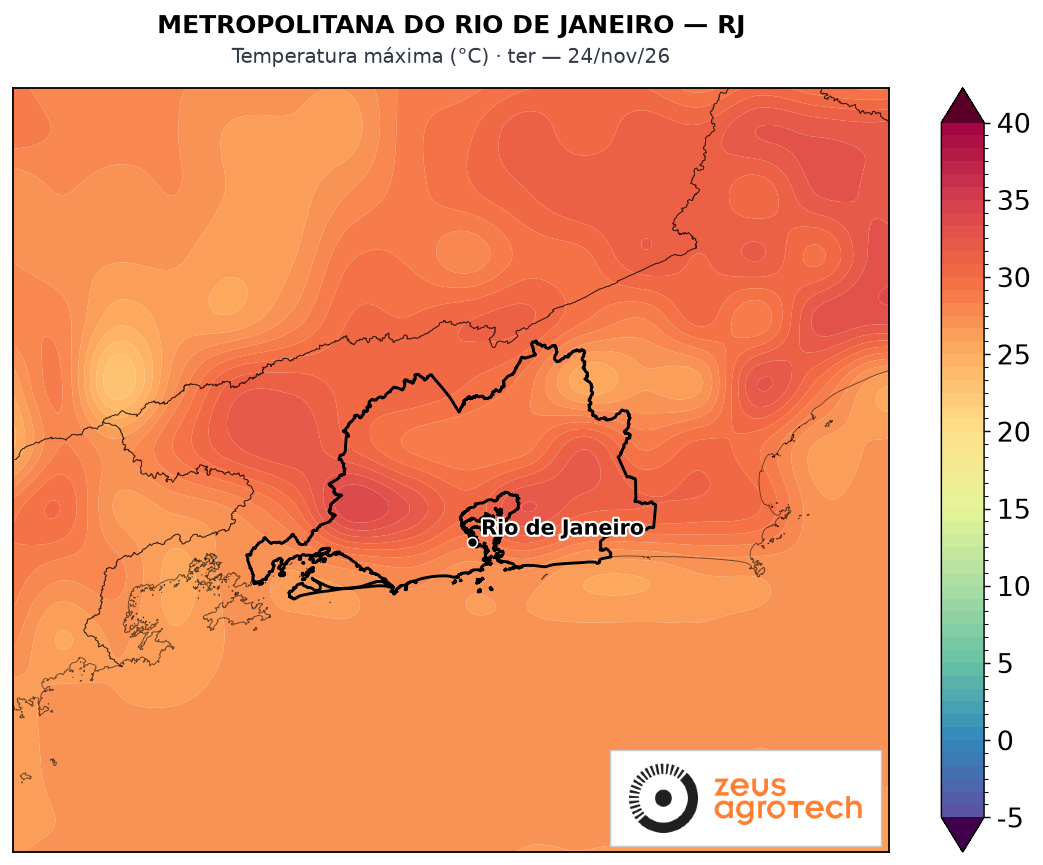 METROPOLITANA DO RIO DE JANEIRO — RJ
Temperatura máxima (°C) · ter — 24/nov/26
40
35
30
25
20
15
10
5
0
-5
Rio de Janeiro
zeus
agrotech